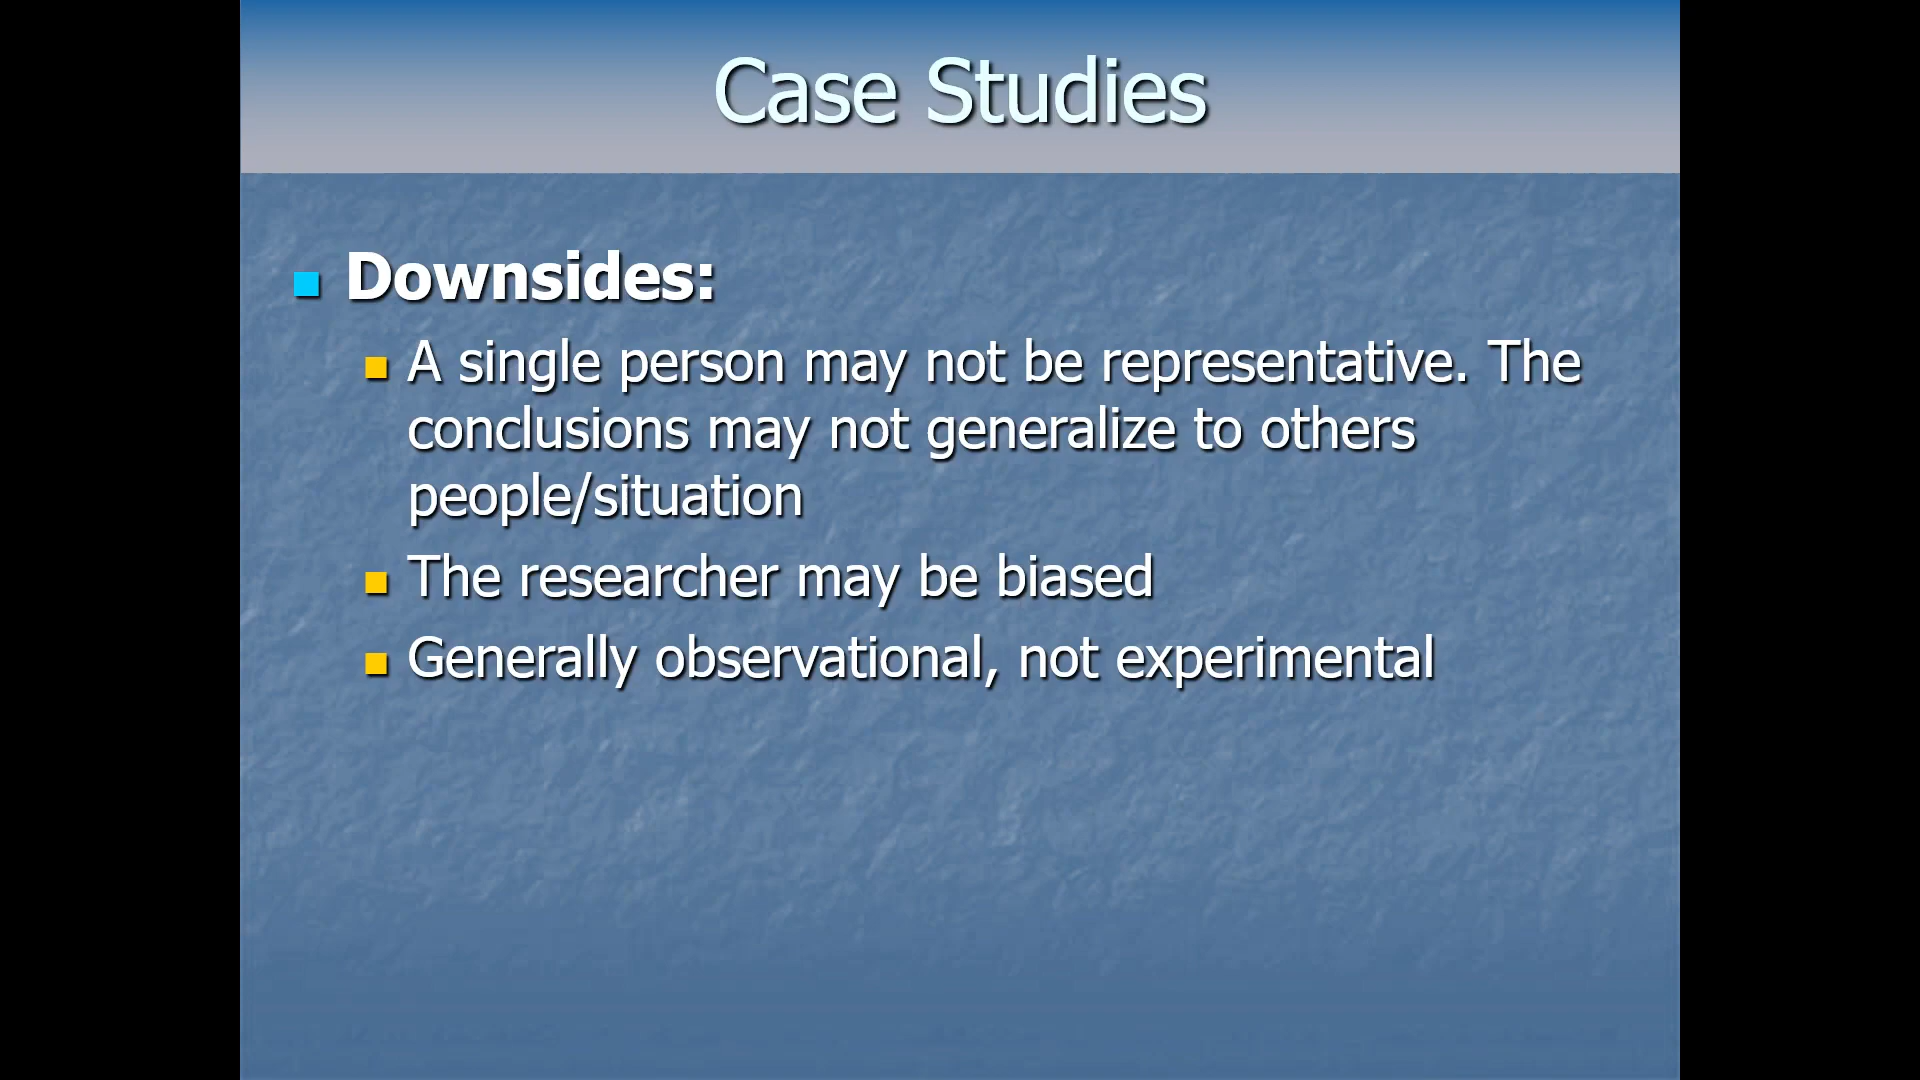 Case Studies
Downsides:
A single person may not be representative. The
conclusions may not generalize to others
people/situation
The researcher may be biased
Generally observational, not experimental